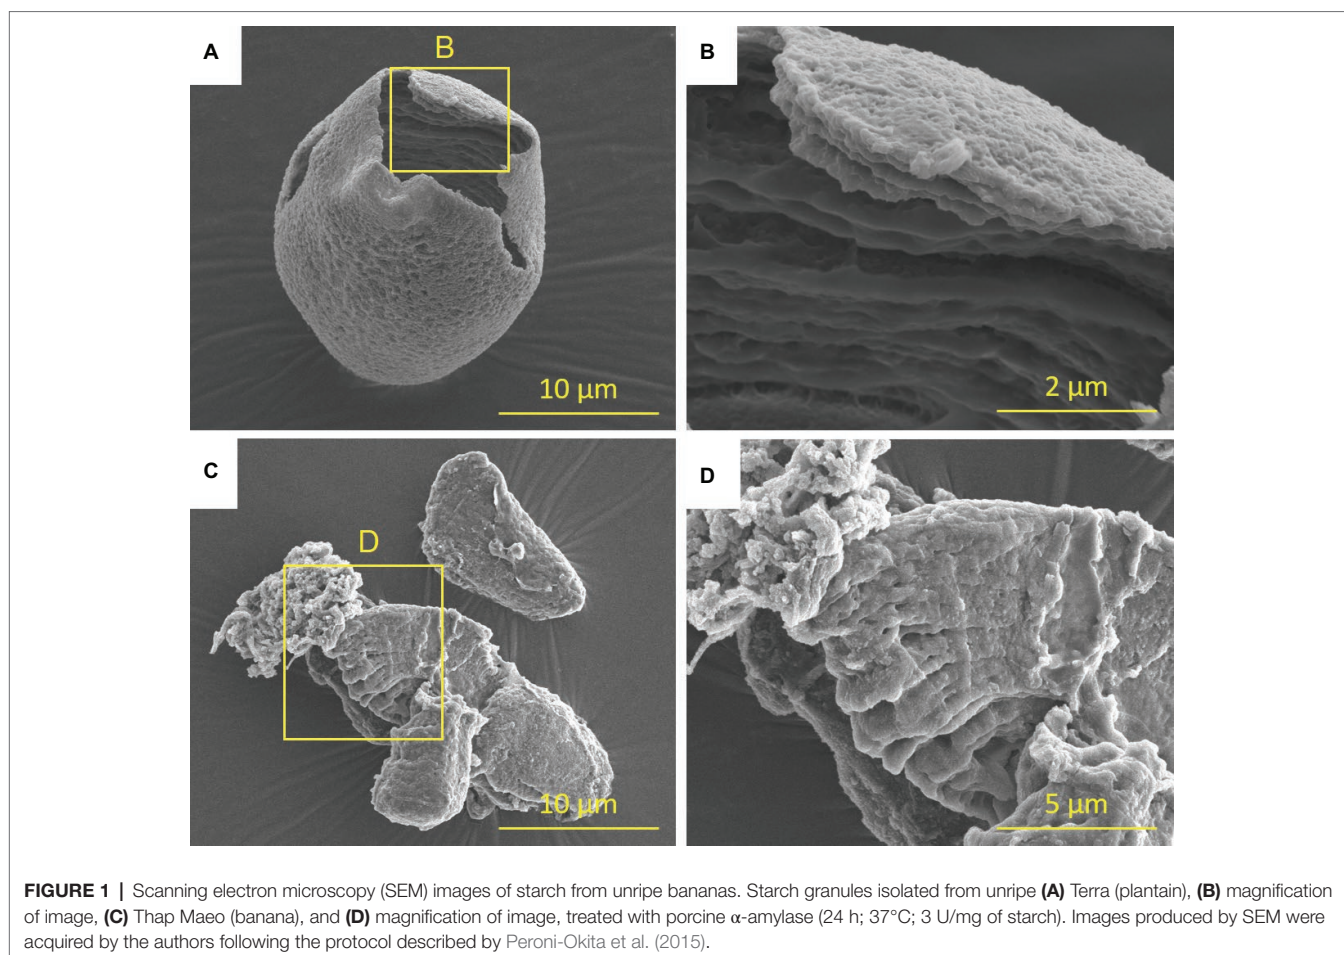 A
B
B
10 µm
2 µm
C
D
D
10 µm
5 µm
FIGURE 1 | Scanning electron microscopy (SEM) images of starch from unripe bananas. Starch granules isolated from unripe (A) Terra (plantain), (B) magnification
of image, (C) Thap Maeo (banana), and (D) magnification of image, treated with porcine α-amylase (24 h; 37°C; 3 U/mg of starch). Images produced by SEM were
acquired by the authors following the protocol described by Peroni-Okita et al. (2015).